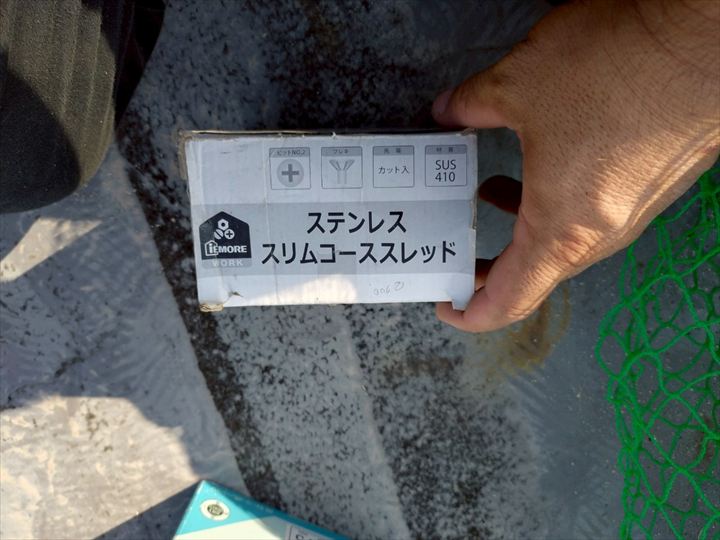 ビットNO.2 フレキ 先端 材質
カット入 SUS
410
ステンレス
スリムコーススレッド
iEMORE
WORK